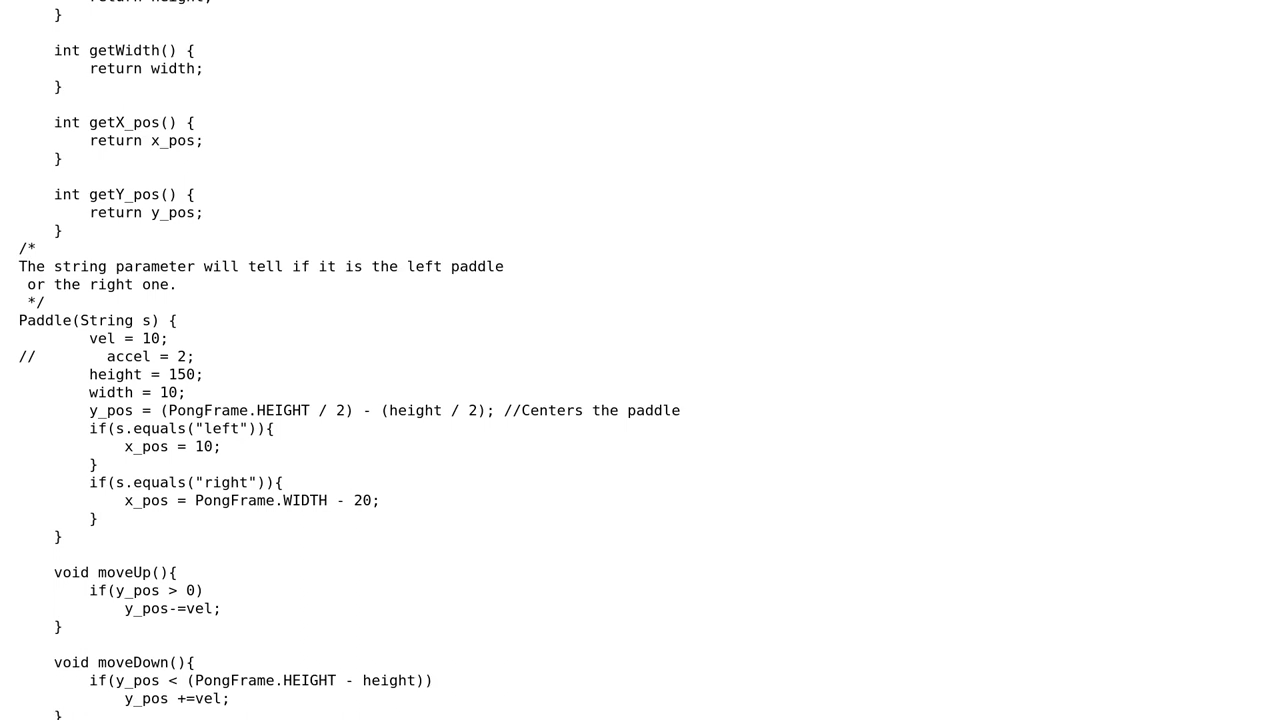 return height;
    }

    int getWidth() {
        return width;
    }

    int getX_pos() {
        return x_pos;
    }

    int getY_pos() {
        return y_pos;
    }
/*
The string parameter will tell if it is the left paddle
 or the right one.
 */
Paddle(String s) {
        vel = 10;
//        accel = 2;
        height = 150;
        width = 10;
        y_pos = (PongFrame.HEIGHT / 2) - (height / 2); //Centers the paddle
        if(s.equals("left")){
            x_pos = 10;
        }
        if(s.equals("right")){
            x_pos = PongFrame.WIDTH - 20;
        }
    }

    void moveUp(){
        if(y_pos > 0)
            y_pos-=vel;
    }

    void moveDown(){
        if(y_pos < (PongFrame.HEIGHT - height))
            y_pos +=vel;
    }